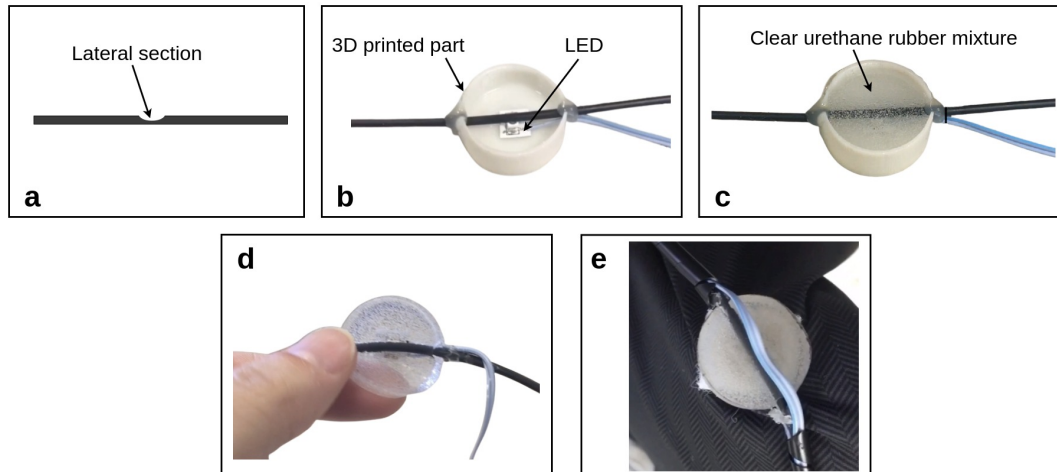 Lateral section
a
3D printed part
LED
b
Clear urethane rubber mixture
c
d
e